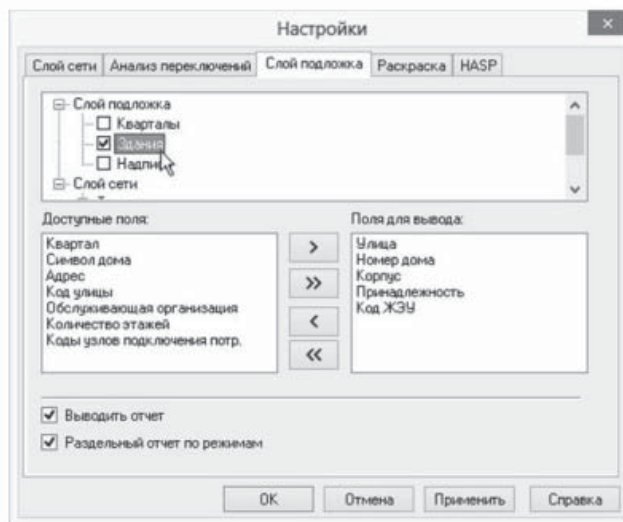 Настройки
Слой сети Анализ переключений Слой подложка Раскраска HASP
Слой подложка
Кварталы
Здания
Слой сети
Доступные поля: Поля для вывода:
Квартал
Символ дома
Адрес
Код улицы
Обслуживающая организация
Количество этажей
Коды узлов подключения потр.
>
>>
<
<<
Улица
Номер дома
Корпус
Принадлежность
Код ЖЭУ
Выводить отчет
Раздельный отчет по режимам
OK Отмена Применить Справка